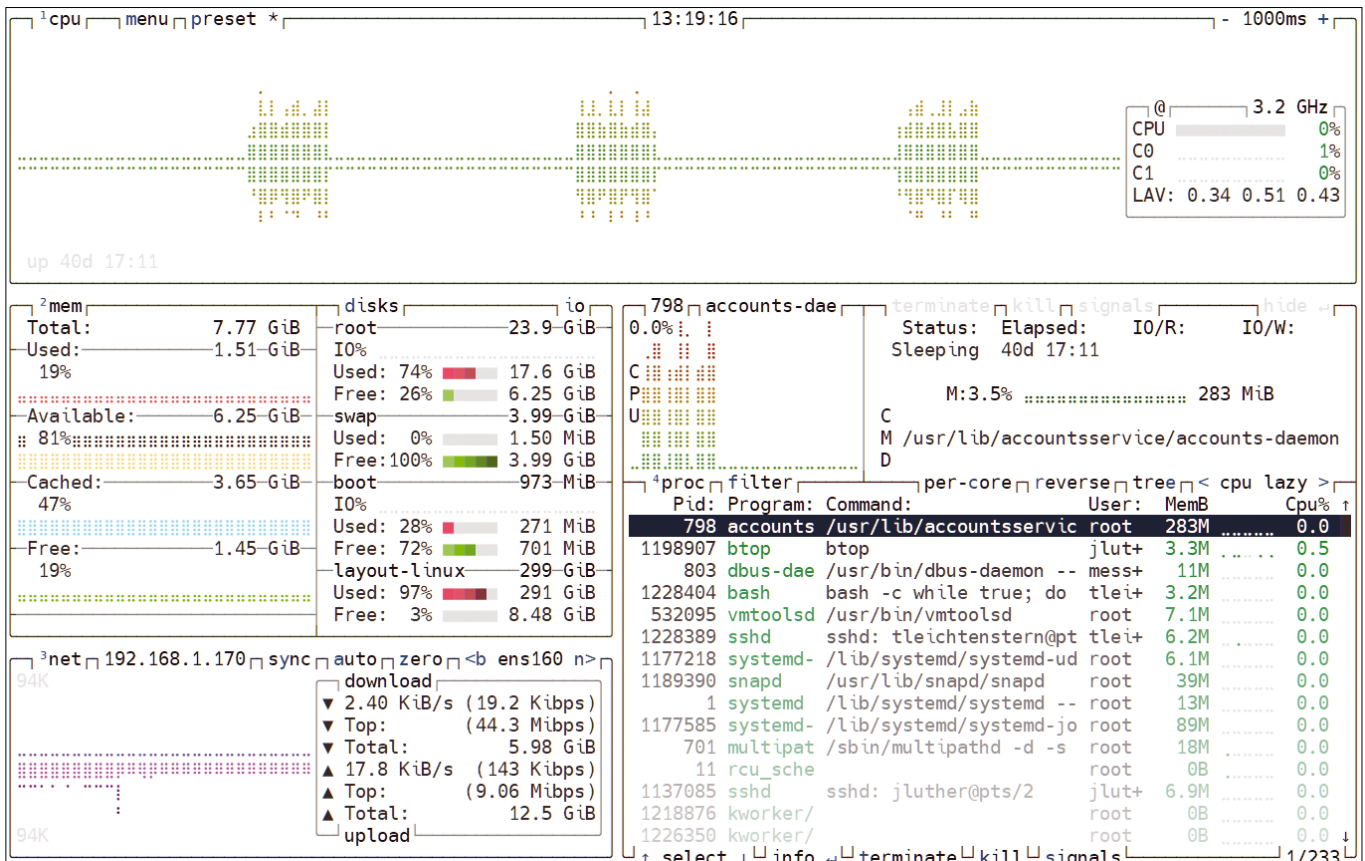 ¹cpu menu preset * 13:19:16 - 1000ms +
@ 3.2 GHz
CPU 0%
C0 1%
C1 0%
LAV: 0.34 0.51 0.43
up 40d 17:11
²mem
Total: 7.77 GiB
Used: 1.51 GiB
19%
Available: 6.25 GiB
81%
Cached: 3.65 GiB
47%
Free: 1.45 GiB
19%
disks io
root 23.9 GiB
IO%
Used: 74% 17.6 GiB
Free: 26% 6.25 GiB
swap 3.99 GiB
Used: 0% 1.50 MiB
Free:100% 3.99 GiB
boot 973 MiB
IO%
Used: 28% 271 MiB
Free: 72% 701 MiB
layout-linux 299 GiB
Used: 97% 291 GiB
Free: 3% 8.48 GiB
³net 192.168.1.170 sync auto zero <b ens160 n>
94K
download
▼ 2.40 KiB/s (19.2 Kibps)
▼ Top: (44.3 Mibps)
▼ Total: 5.98 GiB
▲ 17.8 KiB/s (143 Kibps)
▲ Top: (9.06 Mibps)
▲ Total: 12.5 GiB
upload
94K
798 accounts-dae terminate kill signals hide ↵
0.0%
CPU
Status: Elapsed: IO/R: IO/W:
Sleeping 40d 17:11
M:3.5% 283 MiB
C
M /usr/lib/accountsservice/accounts-daemon
D
⁴proc filter per-core reverse tree < cpu lazy >
Pid: Program: Command: User: MemB Cpu% ↑
798 accounts /usr/lib/accountsservic root 283M 0.0
1198907 btop btop jlut+ 3.3M 0.5
803 dbus-dae /usr/bin/dbus-daemon -- mess+ 11M 0.0
1228404 bash bash -c while true; do tlei+ 3.2M 0.0
532095 vmtoolsd /usr/bin/vmtoolsd root 7.1M 0.0
1228389 sshd sshd: tleichtenstern@pt tlei+ 6.2M 0.0
1177218 systemd- /lib/systemd/systemd-ud root 6.1M 0.0
1189390 snapd /usr/lib/snapd/snapd root 39M 0.0
1 systemd /lib/systemd/systemd -- root 13M 0.0
1177585 systemd- /lib/systemd/systemd-jo root 89M 0.0
701 multipat /sbin/multipathd -d -s root 18M 0.0
11 rcu_sche root 0B 0.0
1137085 sshd sshd: jluther@pts/2 jlut+ 6.9M 0.0
1218876 kworker/ root 0B 0.0
1226350 kworker/ root 0B 0.0 ↓
↑ select ↓ info ↵ terminate kill signals 1/233